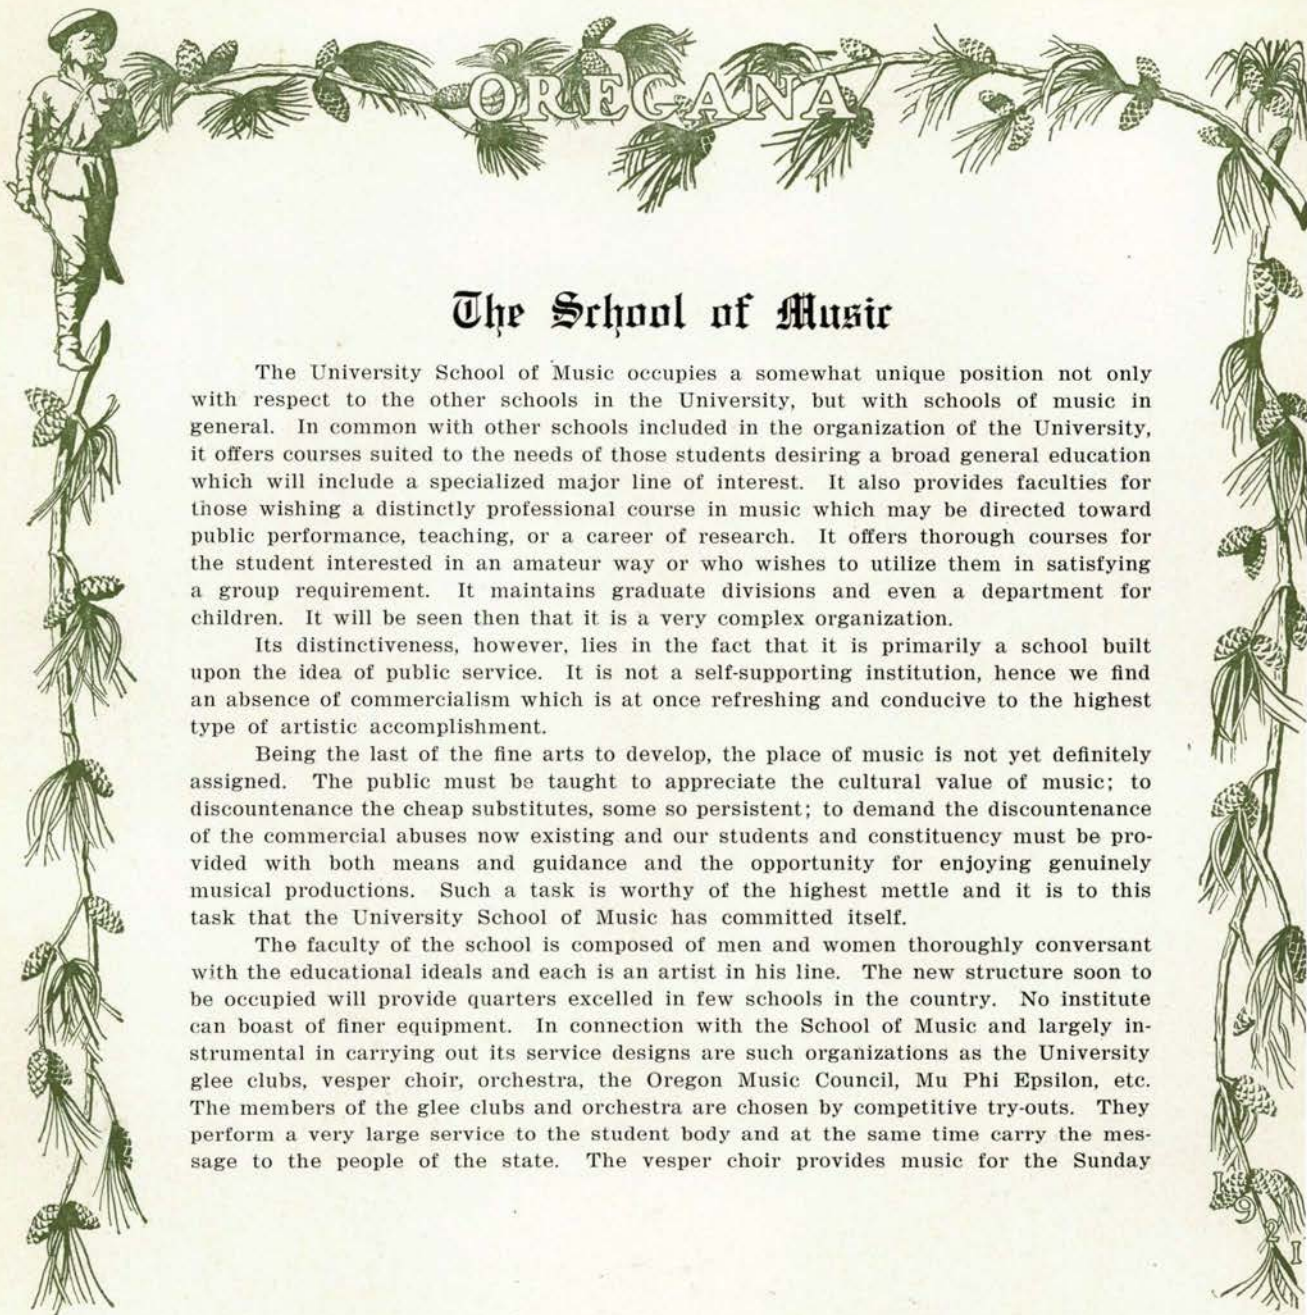 OREGANA
The School of Music
The University School of Music occupies a somewhat unique position not only
with respect to the other schools in the University, but with schools of music in
general. In common with other schools included in the organization of the University,
it offers courses suited to the needs of those students desiring a broad general education
which will include a specialized major line of interest. It also provides faculties for
those wishing a distinctly professional course in music which may be directed toward
public performance, teaching, or a career of research. It offers thorough courses for
the student interested in an amateur way or who wishes to utilize them in satisfying
a group requirement. It maintains graduate divisions and even a department for
children. It will be seen then that it is a very complex organization.
Its distinctiveness, however, lies in the fact that it is primarily a school built
upon the idea of public service. It is not a self-supporting institution, hence we find
an absence of commercialism which is at once refreshing and conducive to the highest
type of artistic accomplishment.
Being the last of the fine arts to develop, the place of music is not yet definitely
assigned. The public must be taught to appreciate the cultural value of music; to
discountenance the cheap substitutes, some so persistent; to demand the discountenance
of the commercial abuses now existing and our students and constituency must be pro-
vided with both means and guidance and the opportunity for enjoying genuinely
musical productions. Such a task is worthy of the highest mettle and it is to this
task that the University School of Music has committed itself.
The faculty of the school is composed of men and women thoroughly conversant
with the educational ideals and each is an artist in his line. The new structure soon to
be occupied will provide quarters excelled in few schools in the country. No institute
can boast of finer equipment. In connection with the School of Music and largely in-
strumental in carrying out its service designs are such organizations as the University
glee clubs, vesper choir, orchestra, the Oregon Music Council, Mu Phi Epsilon, etc.
The members of the glee clubs and orchestra are chosen by competitive try-outs. They
perform a very large service to the student body and at the same time carry the mes-
sage to the people of the state. The vesper choir provides music for the Sunday
1921